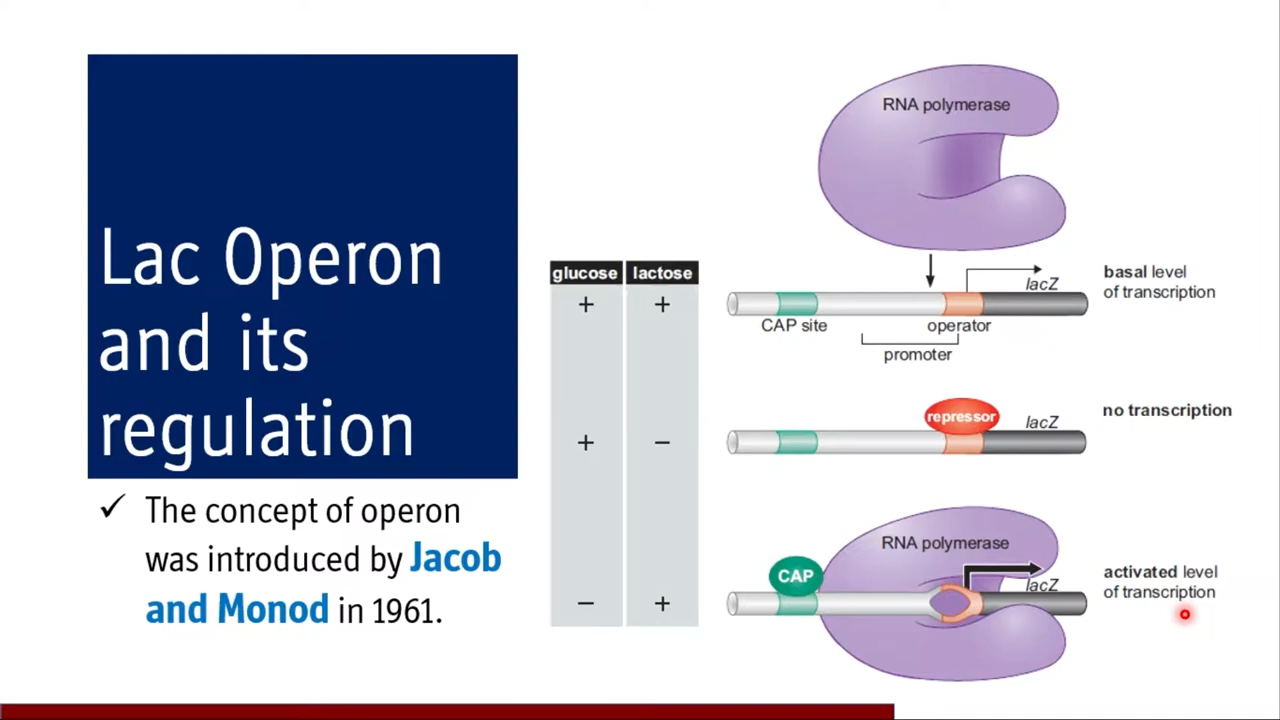 Lac Operon
and its
regulation
✓ The concept of operon
was introduced by Jacob
and Monod in 1961.
glucose lactose
+ +
+ −
− +
RNA polymerase
lacZ
CAP site
operator
promoter
basal level
of transcription
repressor
lacZ
no transcription
RNA polymerase
CAP
lacZ
activated level
of transcription